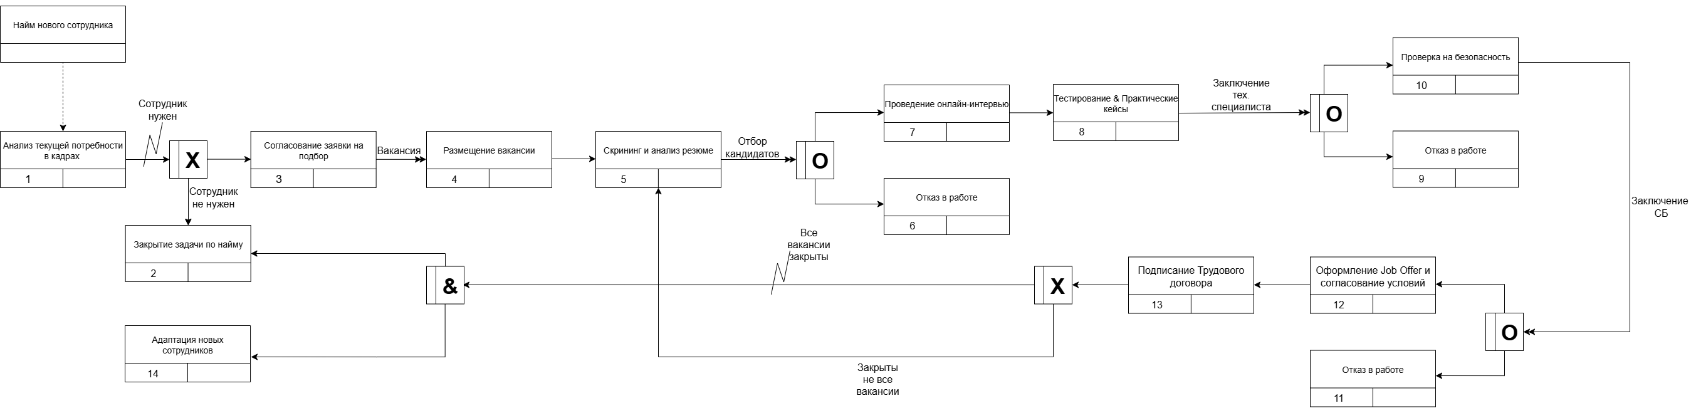 Найм нового сотрудника
Анализ текущей потребности
в кадрах
1
Сотрудник
нужен
X
Сотрудник
не нужен
Закрытие задачи по найму
2
Согласование заявки на
подбор
3
Вакансия
Размещение вакансии
4
Скрининг и анализ резюме
5
Отбор
кандидатов
O
Проведение онлайн-интервью
7
Отказ в работе
6
Тестирование & Практические
кейсы
8
Заключение
тех.
специалиста
O
Проверка на безопасность
10
Отказ в работе
9
Заключение
СБ
O
Оформление Job Offer и
согласование условий
12
Отказ в работе
11
Подписание Трудового
договора
13
X
Все
вакансии
закрыты
Закрыты
не все
вакансии
&
Адаптация новых
сотрудников
14